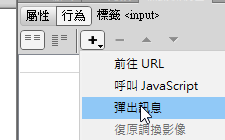 屬性 行為 標籤 <input>
前往 URL
呼叫 JavaScript
彈出訊息
復原調換影像